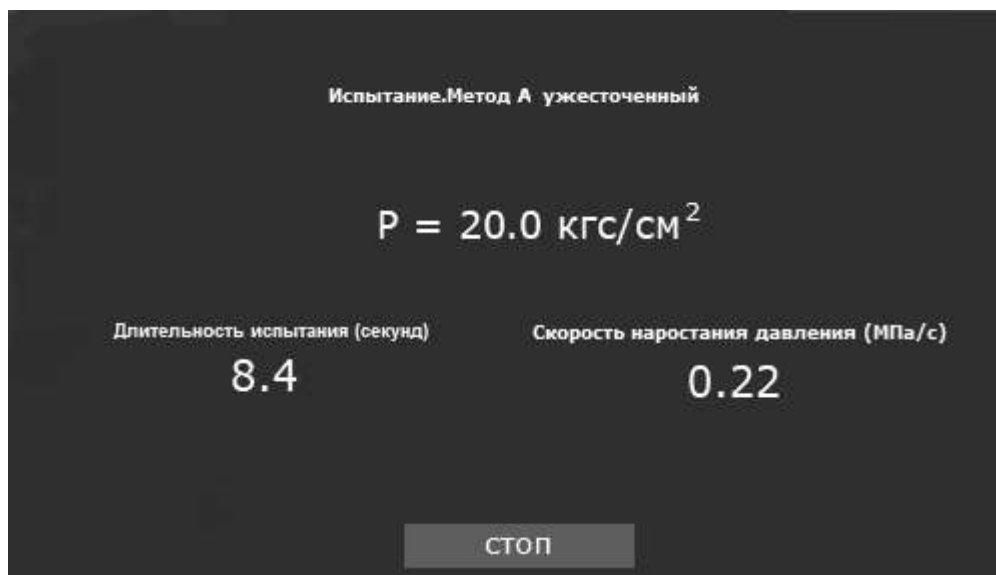 Испытание.Метод А ужесточенный
P = 20.0 кгс/см²
Длительность испытания (секунд)
Скорость наростания давления (МПа/с)
8.4
0.22
СТОП